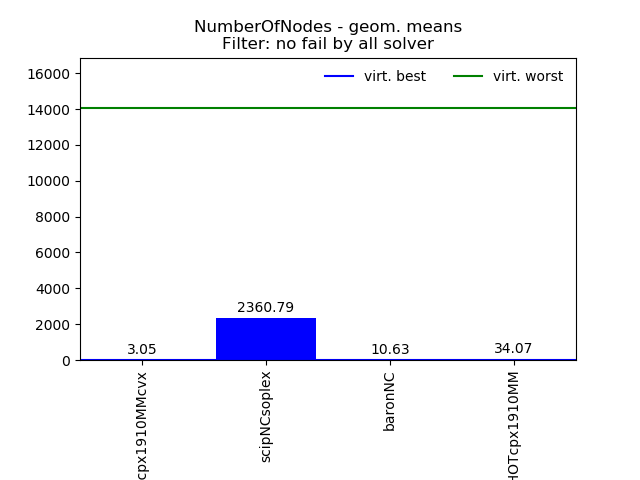 NumberOfNodes - geom. means
Filter: no fail by all solver
virt. best
virt. worst
16000
14000
12000
10000
8000
6000
4000
2000
0
3.05
2360.79
10.63
34.07
cpx1910MMcvx
scipNCsoplex
baronNC
HOTcpx1910MM